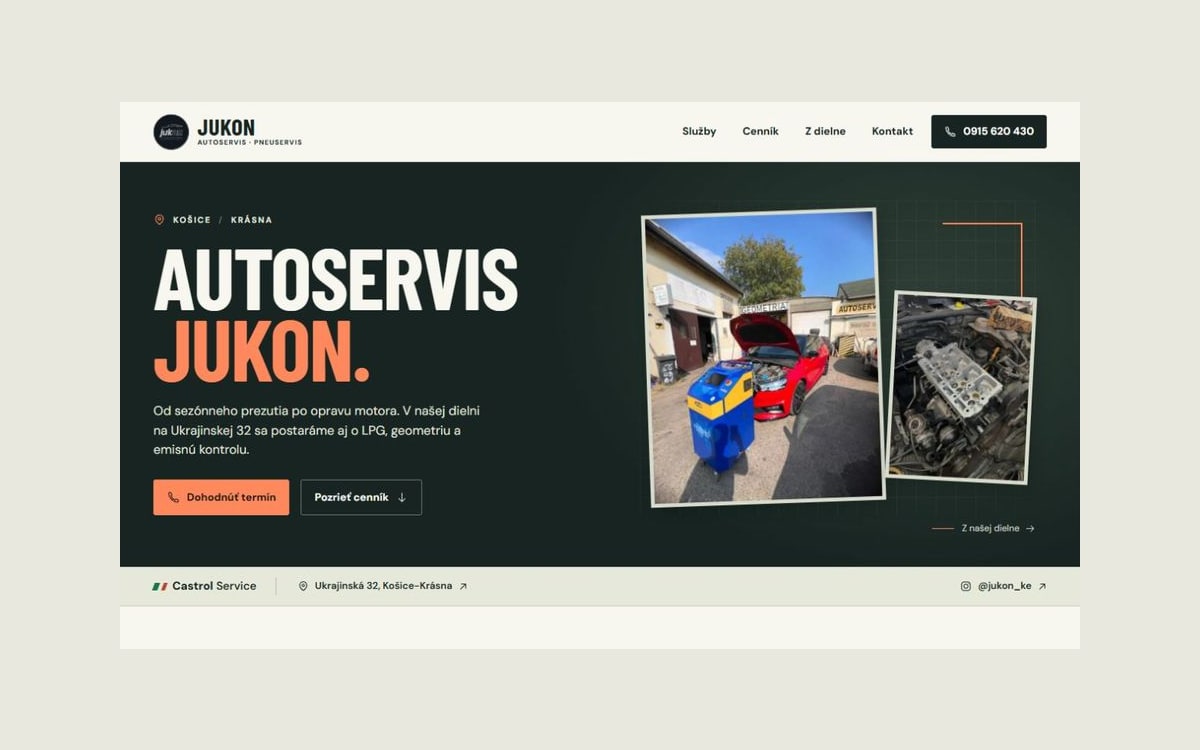 JUKON
AUTOSERVIS · PNEUSERVIS
Služby
Cenník
Z dielne
Kontakt
0915 620 430
KOŠICE / KRÁSNA
AUTOSERVIS
JUKON.
Od sezónneho prezutia po opravu motora. V našej dielni
na Ukrajinskej 32 sa postaráme aj o LPG, geometriu a
emisnú kontrolu.
Dohodnúť termín
Pozrieť cenník ↓
GEOMETRIA
AUTOSERV
Z našej dielne →
Castrol Service
Ukrajinská 32, Košice–Krásna ↗
@jukon_ke ↗